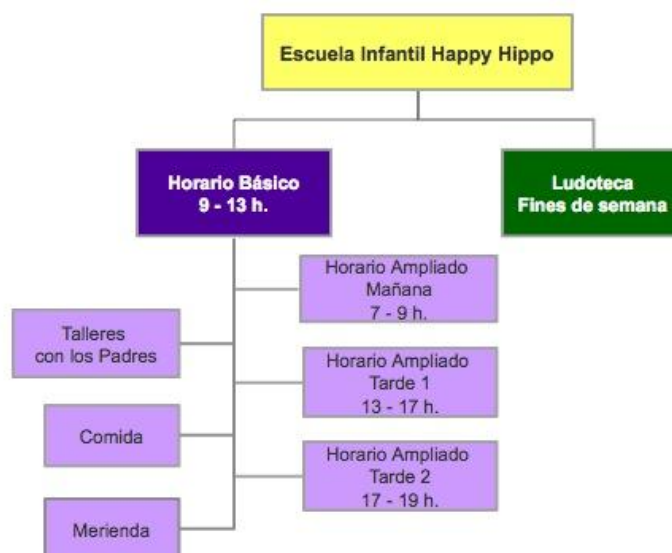 Escuela Infantil Happy Hippo
Horario Básico
9 - 13 h.
Ludoteca
Fines de semana
Horario Ampliado
Mañana
7 - 9 h.
Talleres
con los Padres
Horario Ampliado
Tarde 1
13 - 17 h.
Comida
Horario Ampliado
Tarde 2
17 - 19 h.
Merienda